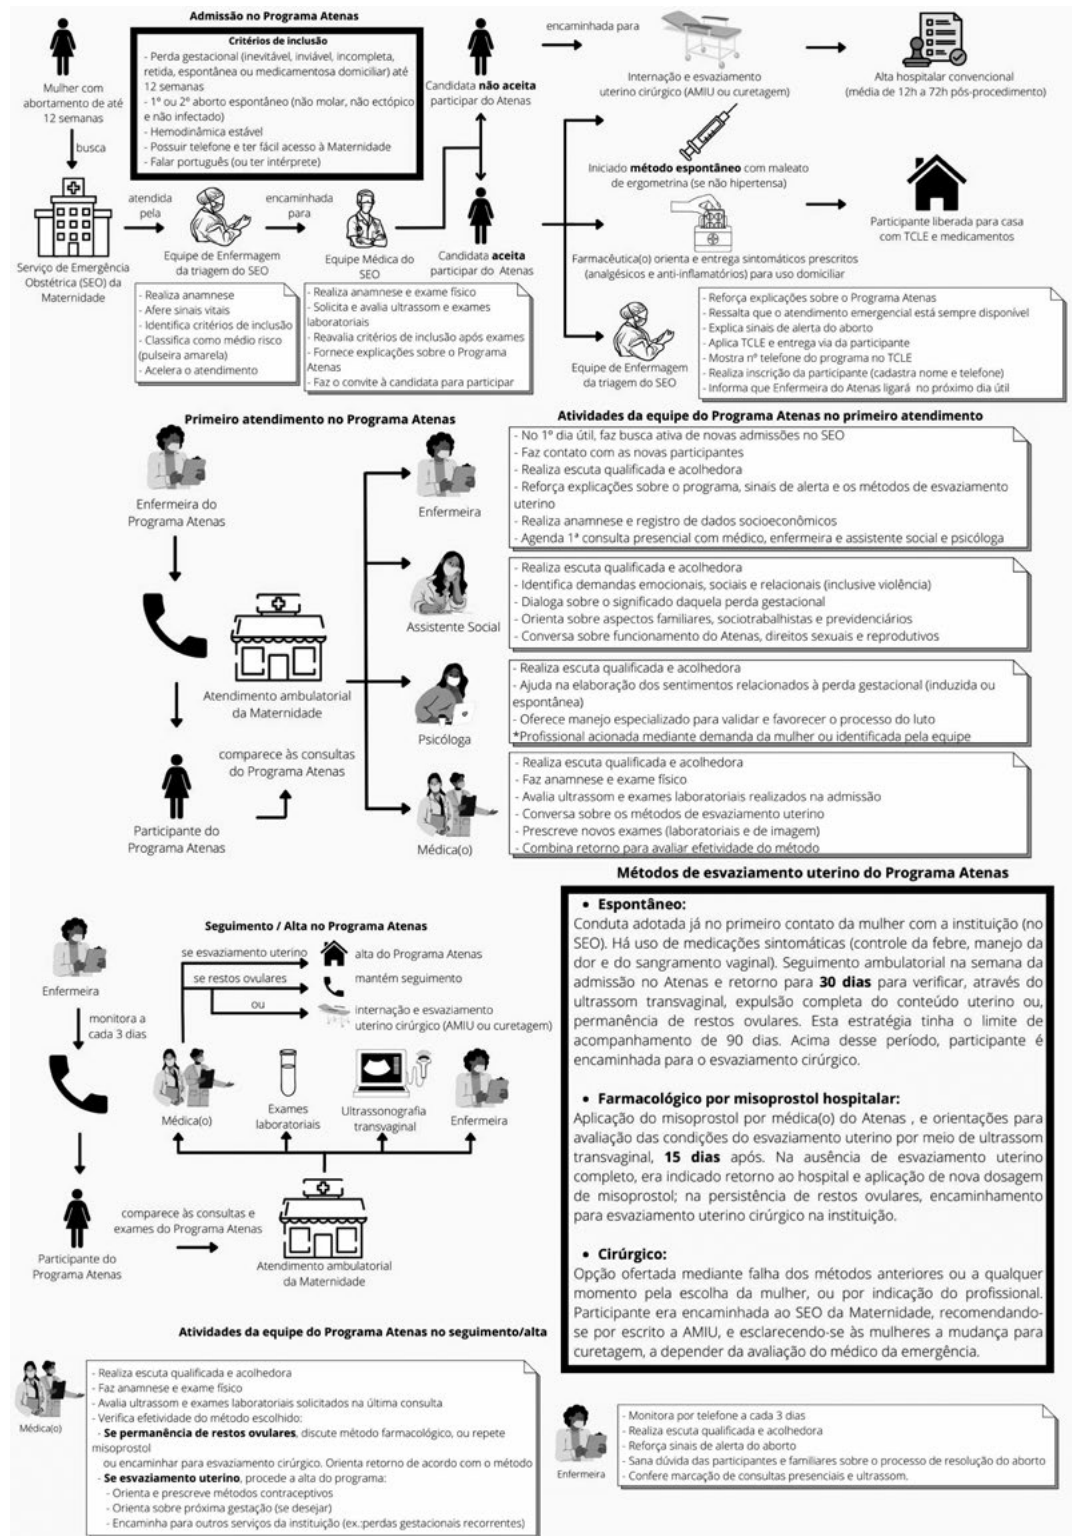 Admissão no Programa Atenas
Mulher com
abortamento de até
12 semanas
busca
Critérios de inclusão
- Perda gestacional (inevitável, inviável, incompleta,
retida, espontânea ou medicamentosa domiciliar) até
12 semanas
- 1º ou 2º aborto espontâneo (não molar, não ectópico
e não infectado)
- Hemodinâmica estável
- Possuir telefone e ter fácil acesso à Maternidade
- Falar português (ou ter intérprete)
Candidata não aceita
participar do Atenas
encaminhada para
Internação e esvaziamento
uterino cirúrgico (AMIU ou curetagem)
Alta hospitalar convencional
(média de 12h a 72h pós-procedimento)
Serviço de Emergência
Obstétrica (SEO) da
Maternidade
atendida
pela
Equipe de Enfermagem
da triagem do SEO
encaminhada
para
Equipe Médica do
SEO
Candidata aceita
participar do Atenas
Iniciado método espontâneo com maleato
de ergometrina (se não hipertensa)
Farmacêutica(o) orienta e entrega sintomáticos prescritos
(analgésicos e anti-inflamatórios) para uso domiciliar
Participante liberada para casa
com TCLE e medicamentos
- Realiza anamnese
- Afere sinais vitais
- Identifica critérios de inclusão
- Classifica como médio risco
(pulseira amarela)
- Acelera o atendimento
- Realiza anamnese e exame físico
- Solicita e avalia ultrassom e exames
laboratoriais
- Reavalia critérios de inclusão após exames
- Fornece explicações sobre o Programa
Atenas
- Faz o convite à candidata para participar
Equipe de Enfermagem
da triagem do SEO
- Reforça explicações sobre o Programa Atenas
- Ressalta que o atendimento emergencial está sempre disponível
- Explica sinais de alerta do aborto
- Aplica TCLE e entrega via da participante
- Mostra nº telefone do programa no TCLE
- Realiza inscrição da participante (cadastra nome e telefone)
- Informa que Enfermeira do Atenas ligará no próximo dia útil
Primeiro atendimento no Programa Atenas
Enfermeira do
Programa Atenas
Participante do
Programa Atenas
comparece às consultas
do Programa Atenas
Atendimento ambulatorial
da Maternidade
Atividades da equipe do Programa Atenas no primeiro atendimento
Enfermeira
- No 1º dia útil, faz busca ativa de novas admissões no SEO
- Faz contato com as novas participantes
- Realiza escuta qualificada e acolhedora
- Reforça explicações sobre o programa, sinais de alerta e os métodos de esvaziamento
uterino
- Realiza anamnese e registro de dados socioeconômicos
- Agenda 1ª consulta presencial com médico, enfermeira e assistente social e psicóloga
Assistente Social
- Realiza escuta qualificada e acolhedora
- Identifica demandas emocionais, sociais e relacionais (inclusive violência)
- Dialoga sobre o significado daquela perda gestacional
- Orienta sobre aspectos familiares, sociotrabalhistas e previdenciários
- Conversa sobre funcionamento do Atenas, direitos sexuais e reprodutivos
Psicóloga
- Realiza escuta qualificada e acolhedora
- Ajuda na elaboração dos sentimentos relacionados à perda gestacional (induzida ou
espontânea)
- Oferece manejo especializado para validar e favorecer o processo do luto
*Profissional acionada mediante demanda da mulher ou identificada pela equipe
Médica(o)
- Realiza escuta qualificada e acolhedora
- Faz anamnese e exame físico
- Avalia ultrassom e exames laboratoriais realizados na admissão
- Conversa sobre os métodos de esvaziamento uterino
- Prescreve novos exames (laboratoriais e de imagem)
- Combina retorno para avaliar efetividade do método
Seguimento / Alta no Programa Atenas
Enfermeira
monitora a
cada 3 dias
Participante do
Programa Atenas
comparece às consultas e
exames do Programa Atenas
se esvaziamento uterino
alta do Programa Atenas
se restos ovulares
mantém seguimento
ou
internação e esvaziamento
uterino cirúrgico (AMIU ou curetagem)
Médica(o)
Exames
laboratoriais
Ultrassonografia
transvaginal
Enfermeira
Atendimento ambulatorial
da Maternidade
Métodos de esvaziamento uterino do Programa Atenas
• Espontâneo:
Conduta adotada já no primeiro contato da mulher com a instituição (no
SEO). Há uso de medicações sintomáticas (controle da febre, manejo da
dor e do sangramento vaginal). Seguimento ambulatorial na semana da
admissão no Atenas e retorno para 30 dias para verificar, através do
ultrassom transvaginal, expulsão completa do conteúdo uterino ou,
permanência de restos ovulares. Esta estratégia tinha o limite de
acompanhamento de 90 dias. Acima desse período, participante é
encaminhada para o esvaziamento cirúrgico.
• Farmacológico por misoprostol hospitalar:
Aplicação do misoprostol por médica(o) do Atenas , e orientações para
avaliação das condições do esvaziamento uterino por meio de ultrassom
transvaginal, 15 dias após. Na ausência de esvaziamento uterino
completo, era indicado retorno ao hospital e aplicação de nova dosagem
de misoprostol; na persistência de restos ovulares, encaminhamento
para esvaziamento uterino cirúrgico na instituição.
• Cirúrgico:
Opção ofertada mediante falha dos métodos anteriores ou a qualquer
momento pela escolha da mulher, ou por indicação do profissional.
Participante era encaminhada ao SEO da Maternidade, recomendando-
se por escrito a AMIU, e esclarecendo-se às mulheres a mudança para
curetagem, a depender da avaliação do médico da emergência.
Atividades da equipe do Programa Atenas no seguimento/alta
Médica(o)
- Realiza escuta qualificada e acolhedora
- Faz anamnese e exame físico
- Avalia ultrassom e exames laboratoriais solicitados na última consulta
- Verifica efetividade do método escolhido:
- Se permanência de restos ovulares, discute método farmacológico, ou repete
misoprostol
ou encaminhar para esvaziamento cirúrgico. Orienta retorno de acordo com o método
- Se esvaziamento uterino, procede a alta do programa:
- Orienta e prescreve métodos contraceptivos
- Orienta sobre próxima gestação (se desejar)
- Encaminha para outros serviços da instituição (ex.:perdas gestacionais recorrentes)
Enfermeira
- Monitora por telefone a cada 3 dias
- Realiza escuta qualificada e acolhedora
- Reforça sinais de alerta do aborto
- Sana dúvida das participantes e familiares sobre o processo de resolução do aborto
- Confere marcação de consultas presenciais e ultrassom.